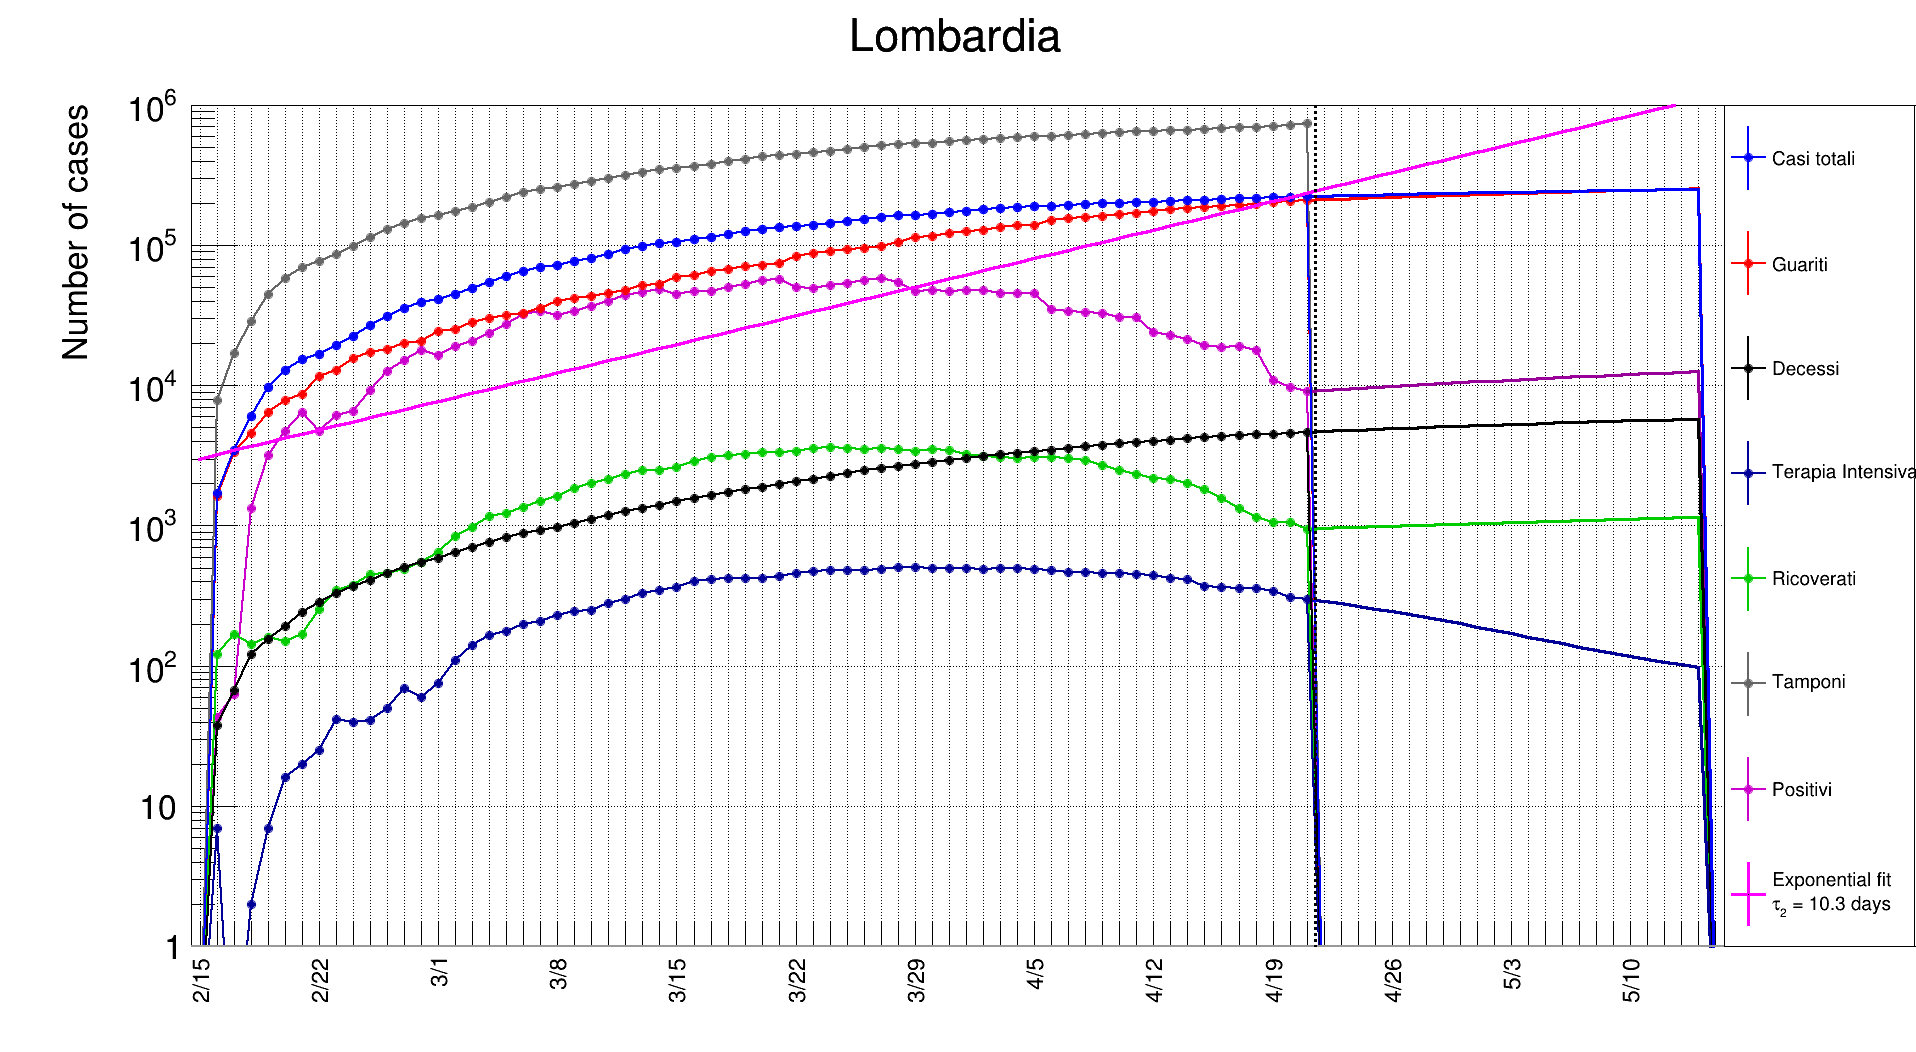 Lombardia
Number of cases
10^6
10^5
10^4
10^3
10^2
10
1
2/15
2/22
3/1
3/8
3/15
3/22
3/29
4/5
4/12
4/19
4/26
5/3
5/10
Casi totali
Guariti
Decessi
Terapia Intensiva
Ricoverati
Tamponi
Positivi
Exponential fit
τ₂ = 10.3 days